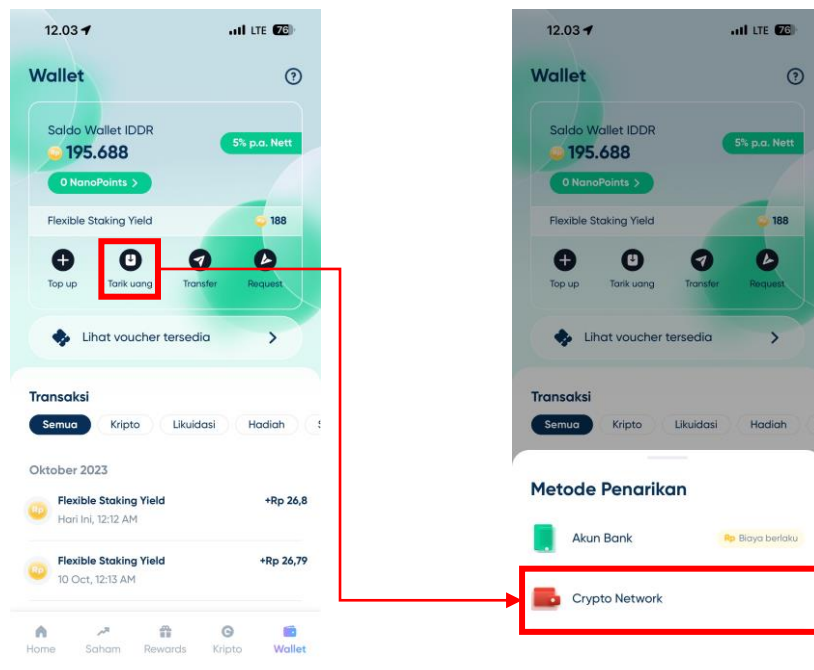 12.03
LTE 76
Wallet
?
Saldo Wallet IDDR
195.688
5% p.a. Nett
0 NanoPoints >
Flexible Staking Yield
188
Top up
Tarik uang
Transfer
Request
Lihat voucher tersedia
Transaksi
Semua
Kripto
Likuidasi
Hadiah
Oktober 2023
Rp
Flexible Staking Yield
+Rp 26,8
Hari Ini, 12:12 AM
Rp
Flexible Staking Yield
+Rp 26,79
10 Oct, 12:13 AM
Home
Saham
Rewards
Kripto
Wallet
12.03
LTE 76
Wallet
?
Saldo Wallet IDDR
195.688
5% p.a. Nett
0 NanoPoints >
Flexible Staking Yield
188
Top up
Tarik uang
Transfer
Request
Lihat voucher tersedia
Transaksi
Semua
Kripto
Likuidasi
Hadiah
Metode Penarikan
Akun Bank
Rp Biaya berlaku
Crypto Network